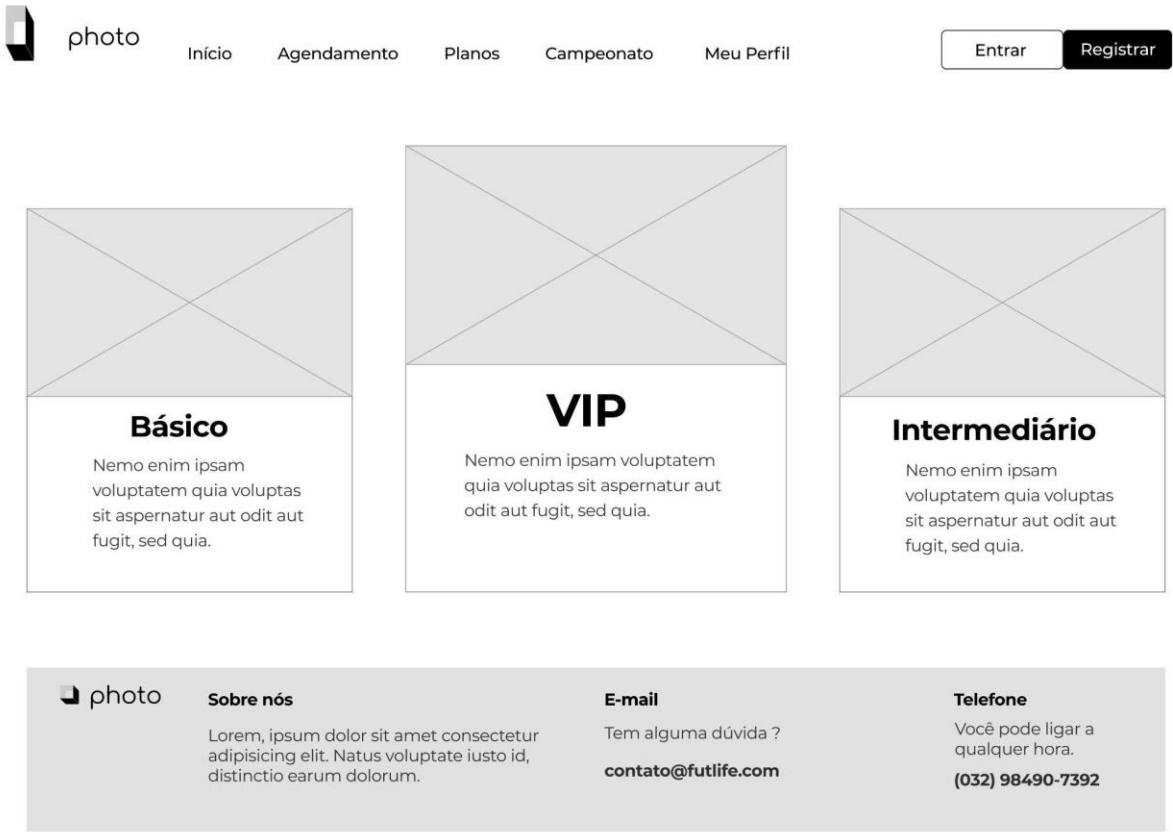 photo
Início
Agendamento
Planos
Campeonato
Meu Perfil
Entrar
Registrar
Básico
Nemo enim ipsam
voluptatem quia voluptas
sit aspernatur aut odit aut
fugit, sed quia.
VIP
Nemo enim ipsam voluptatem
quia voluptas sit aspernatur aut
odit aut fugit, sed quia.
Intermediário
Nemo enim ipsam
voluptatem quia voluptas
sit aspernatur aut odit aut
fugit, sed quia.
photo
Sobre nós
Lorem, ipsum dolor sit amet consectetur
adipisicing elit. Natus voluptate iusto id,
distinctio earum dolorum.
E-mail
Tem alguma dúvida ?
contato@futlife.com
Telefone
Você pode ligar a
qualquer hora.
(032) 98490-7392